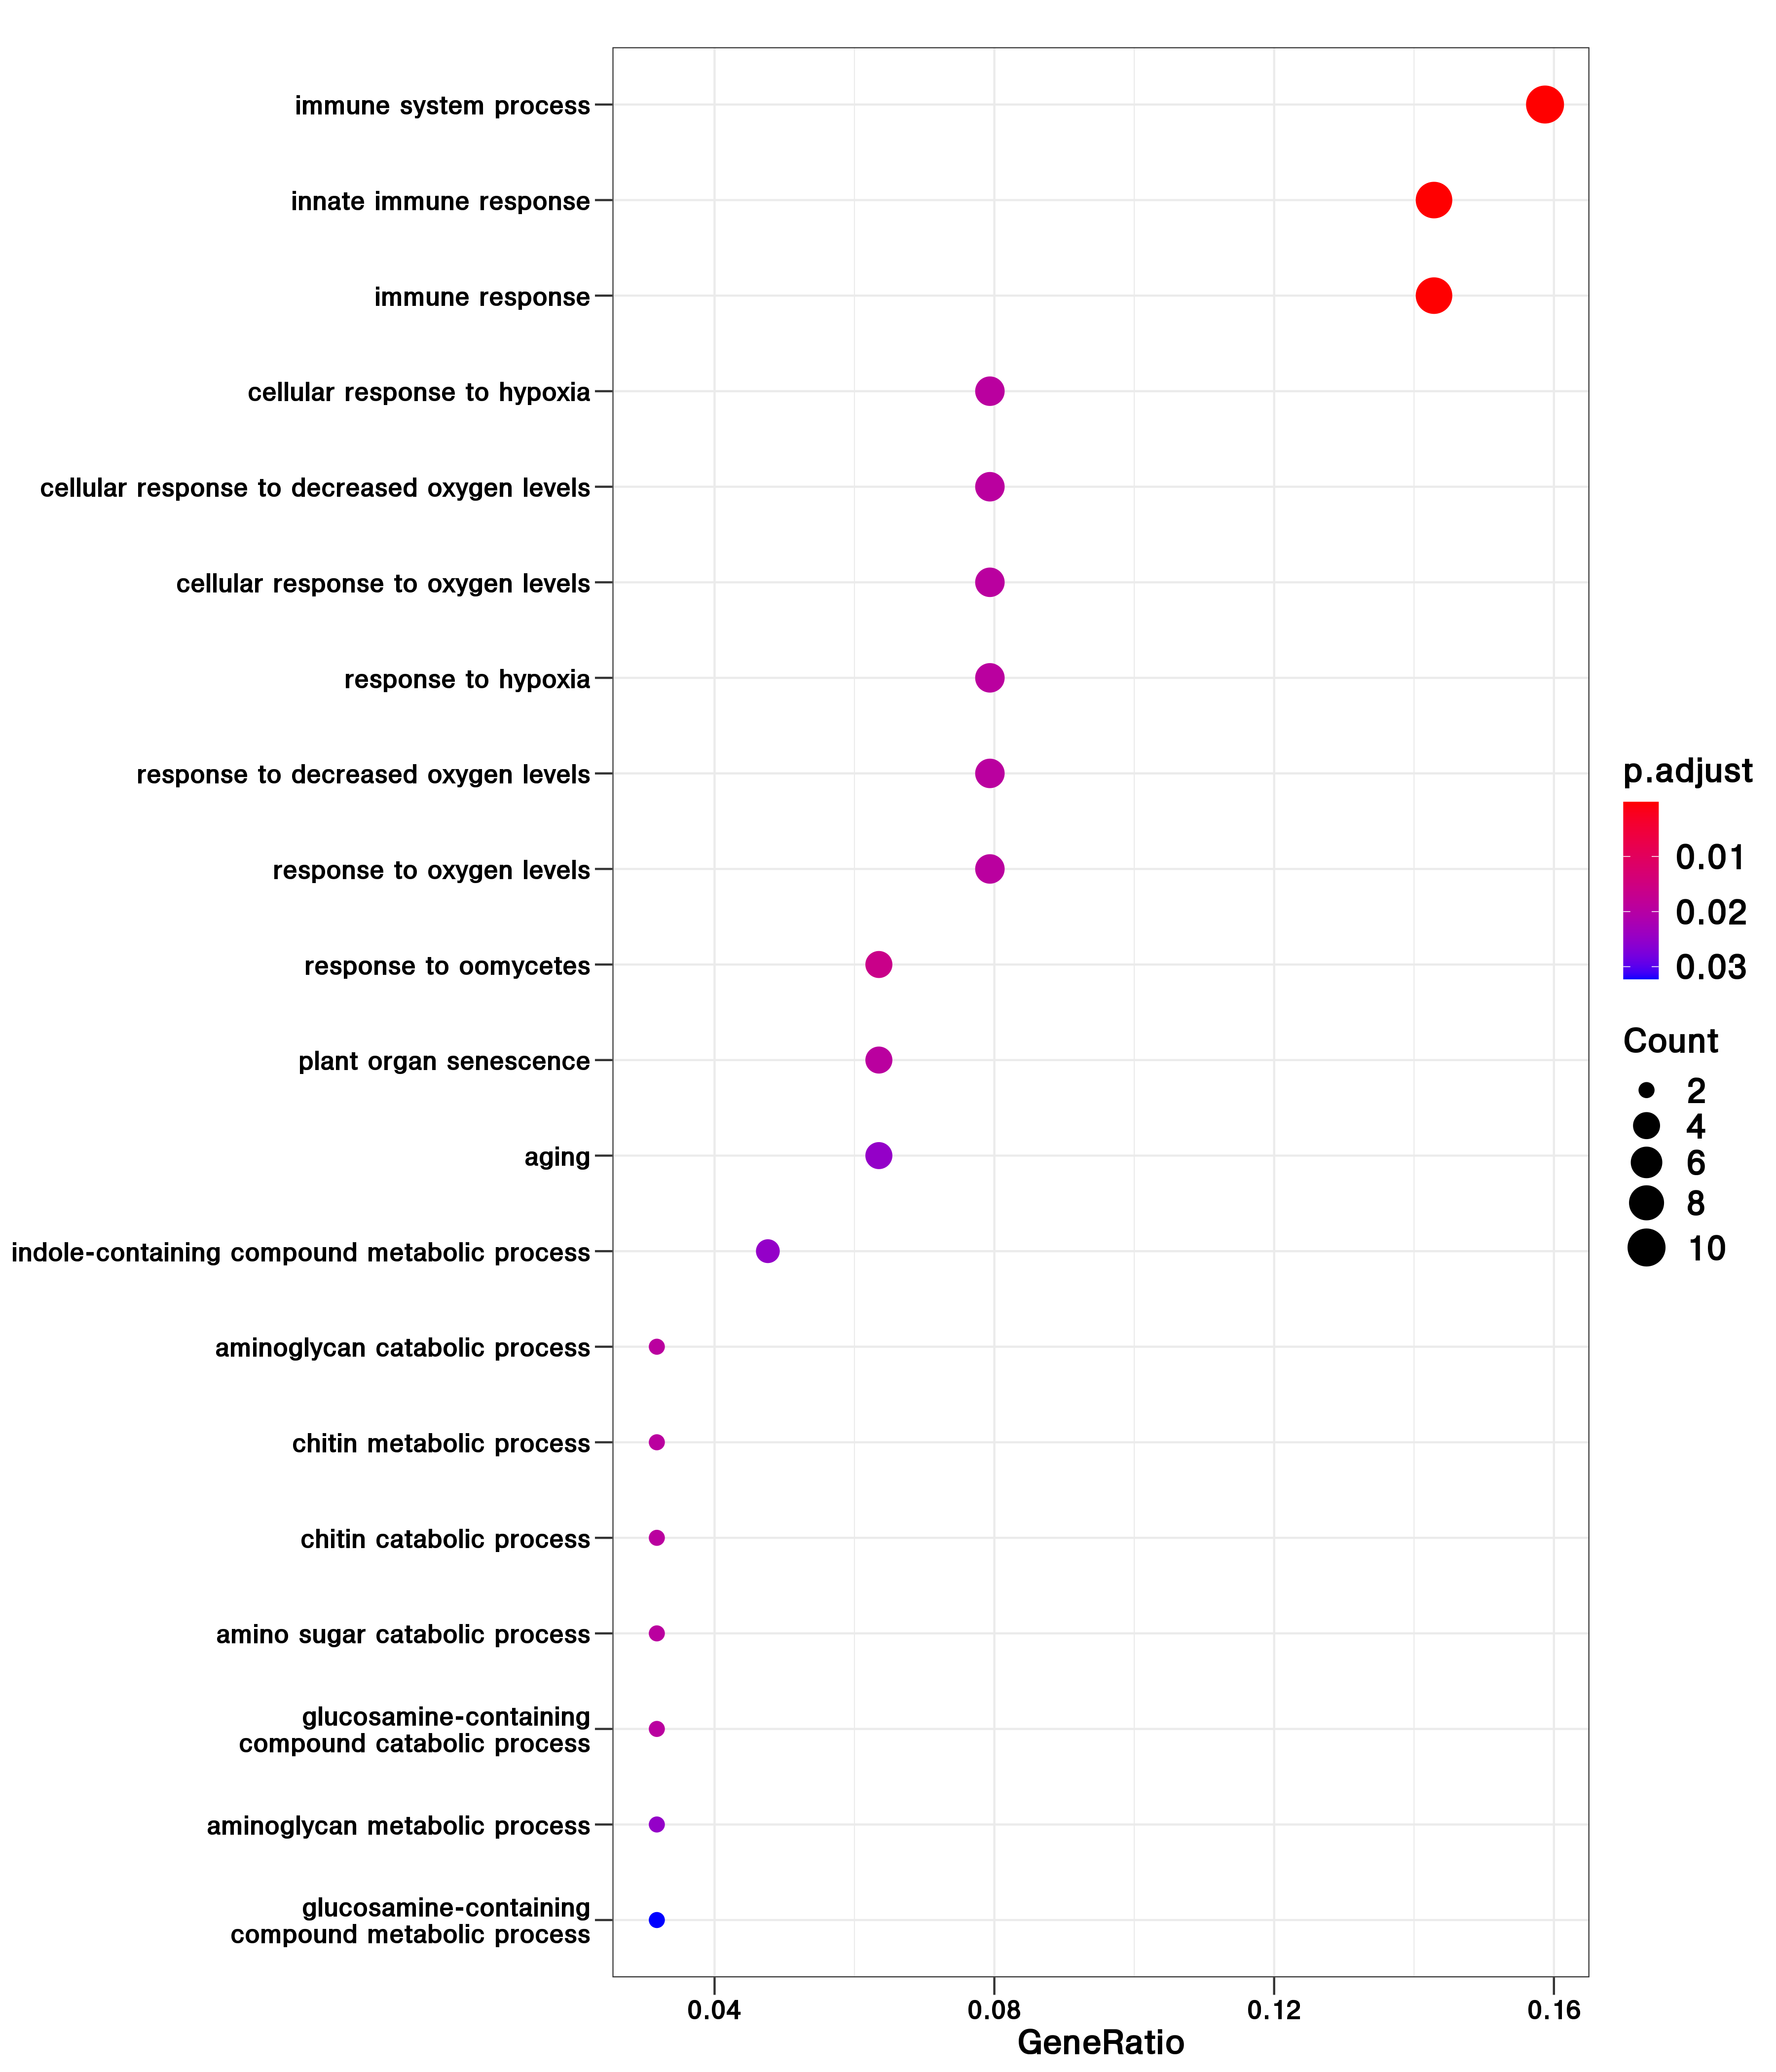 immune system process
innate immune response
immune response
cellular response to hypoxia
cellular response to decreased oxygen levels
cellular response to oxygen levels
response to hypoxia
response to decreased oxygen levels
response to oxygen levels
response to oomycetes
plant organ senescence
aging
indole-containing compound metabolic process
aminoglycan catabolic process
chitin metabolic process
chitin catabolic process
amino sugar catabolic process
glucosamine-containing
compound catabolic process
aminoglycan metabolic process
glucosamine-containing
compound metabolic process
0.04 0.08 0.12 0.16
GeneRatio
p.adjust
0.01
0.02
0.03
Count
2
4
6
8
10